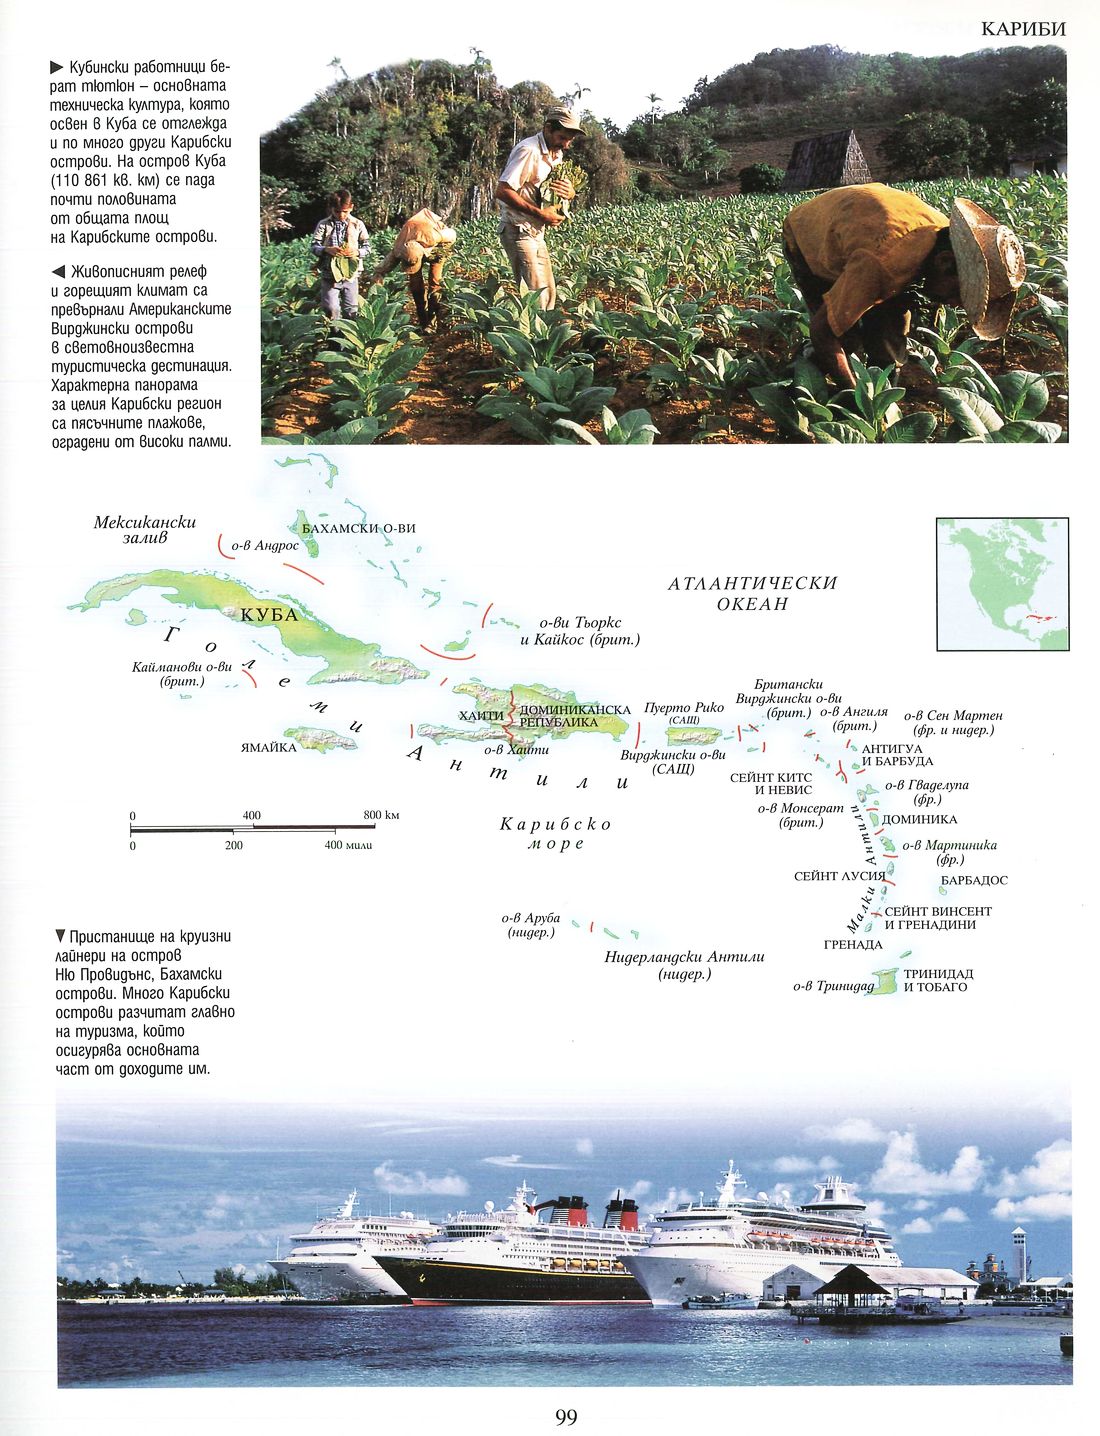 КАРИБИ
► Кубински работници бе-
рат тютюн – основната
техническа култура, която
освен в Куба се отглежда
и по много други Карибски
острови. На остров Куба
(110 861 кв. км) се пада
почти половината
от общата площ
на Карибските острови.
◄ Живописният релеф
и горещият климат са
превърнали Американските
Вирджински острови
в световноизвестна
туристическа дестинация.
Характерна панорама
за целия Карибски регион
са пясъчните плажове,
оградени от високи палми.
Мексикански
залив
БАХАМСКИ О-ВИ
о-в Андрос
АТЛАНТИЧЕСКИ
ОКЕАН
КУБА
о-ви Тъоркс
и Кайкос (брит.)
Големи Антили
Кайманови о-ви
(брит.)
ХАИТИ
ДОМИНИКАНСКА
РЕПУБЛИКА
о-в Хаити
ЯМАЙКА
Пуерто Рико
(САЩ)
Вирджински о-ви
(САЩ)
Британски
Вирджински о-ви
(брит.)
о-в Ангиля
(брит.)
о-в Сен Мартен
(фр. и нидер.)
АНТИГУА
И БАРБУДА
СЕЙНТ КИТС
И НЕВИС
о-в Гваделупа
(фр.)
о-в Монсерат
(брит.)
ДОМИНИКА
0 400 800 км
0 200 400 мили
Карибско
море
Малки Антили
о-в Мартиника
(фр.)
СЕЙНТ ЛУСИЯ
БАРБАДОС
СЕЙНТ ВИНСЕНТ
И ГРЕНАДИНИ
ГРЕНАДА
о-в Аруба
(нидер.)
Нидерландски Антили
(нидер.)
о-в Тринидад
ТРИНИДАД
И ТОБАГО
▼ Пристанище на круизни
лайнери на остров
Ню Провидънс, Бахамски
острови. Много Карибски
острови разчитат главно
на туризма, който
осигурява основната
част от доходите им.
99